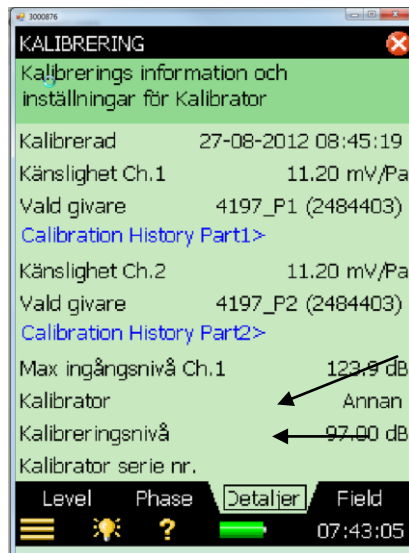 3000876
KALIBRERING
Kalibrerings information och
inställningar för Kalibrator
Kalibrerad 27-08-2012 08:45:19
Känslighet Ch.1 11.20 mV/Pa
Vald givare 4197_P1 (2484403)
Calibration History Part1>
Känslighet Ch.2 11.20 mV/Pa
Vald givare 4197_P2 (2484403)
Calibration History Part2>
Max ingångsnivå Ch.1 123.9 dB
Kalibrator Annan
Kalibreringsnivå 97.00 dB
Kalibrator serie nr.
Level Phase Detaljer Field
? 07:43:05